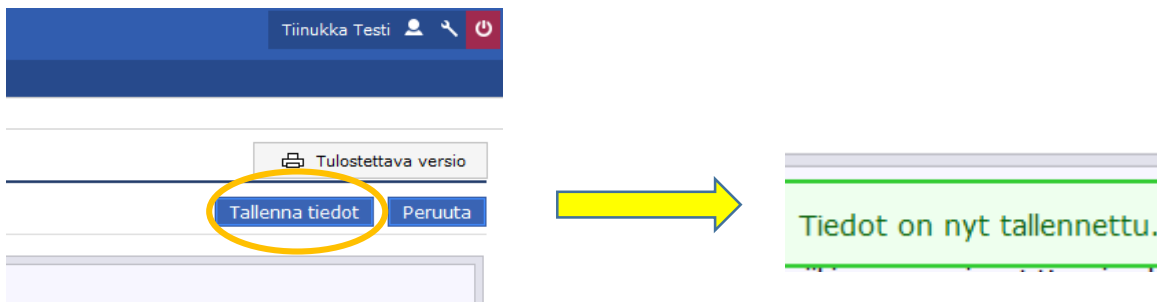 Tiinukka Testi
Tulostettava versio
Tallenna tiedot
Peruuta
Tiedot on nyt tallennettu.